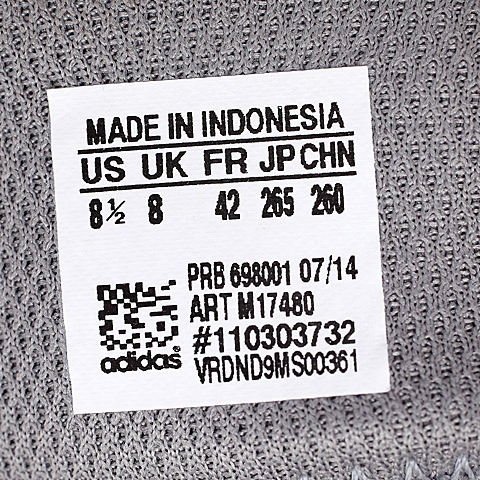 MADE IN INDONESIA
US UK FR JP CHN
8½ 8 42 265 260
PRB 698001 07/14
ART M17480
#110303732
adidas®
VRDND9MS00361